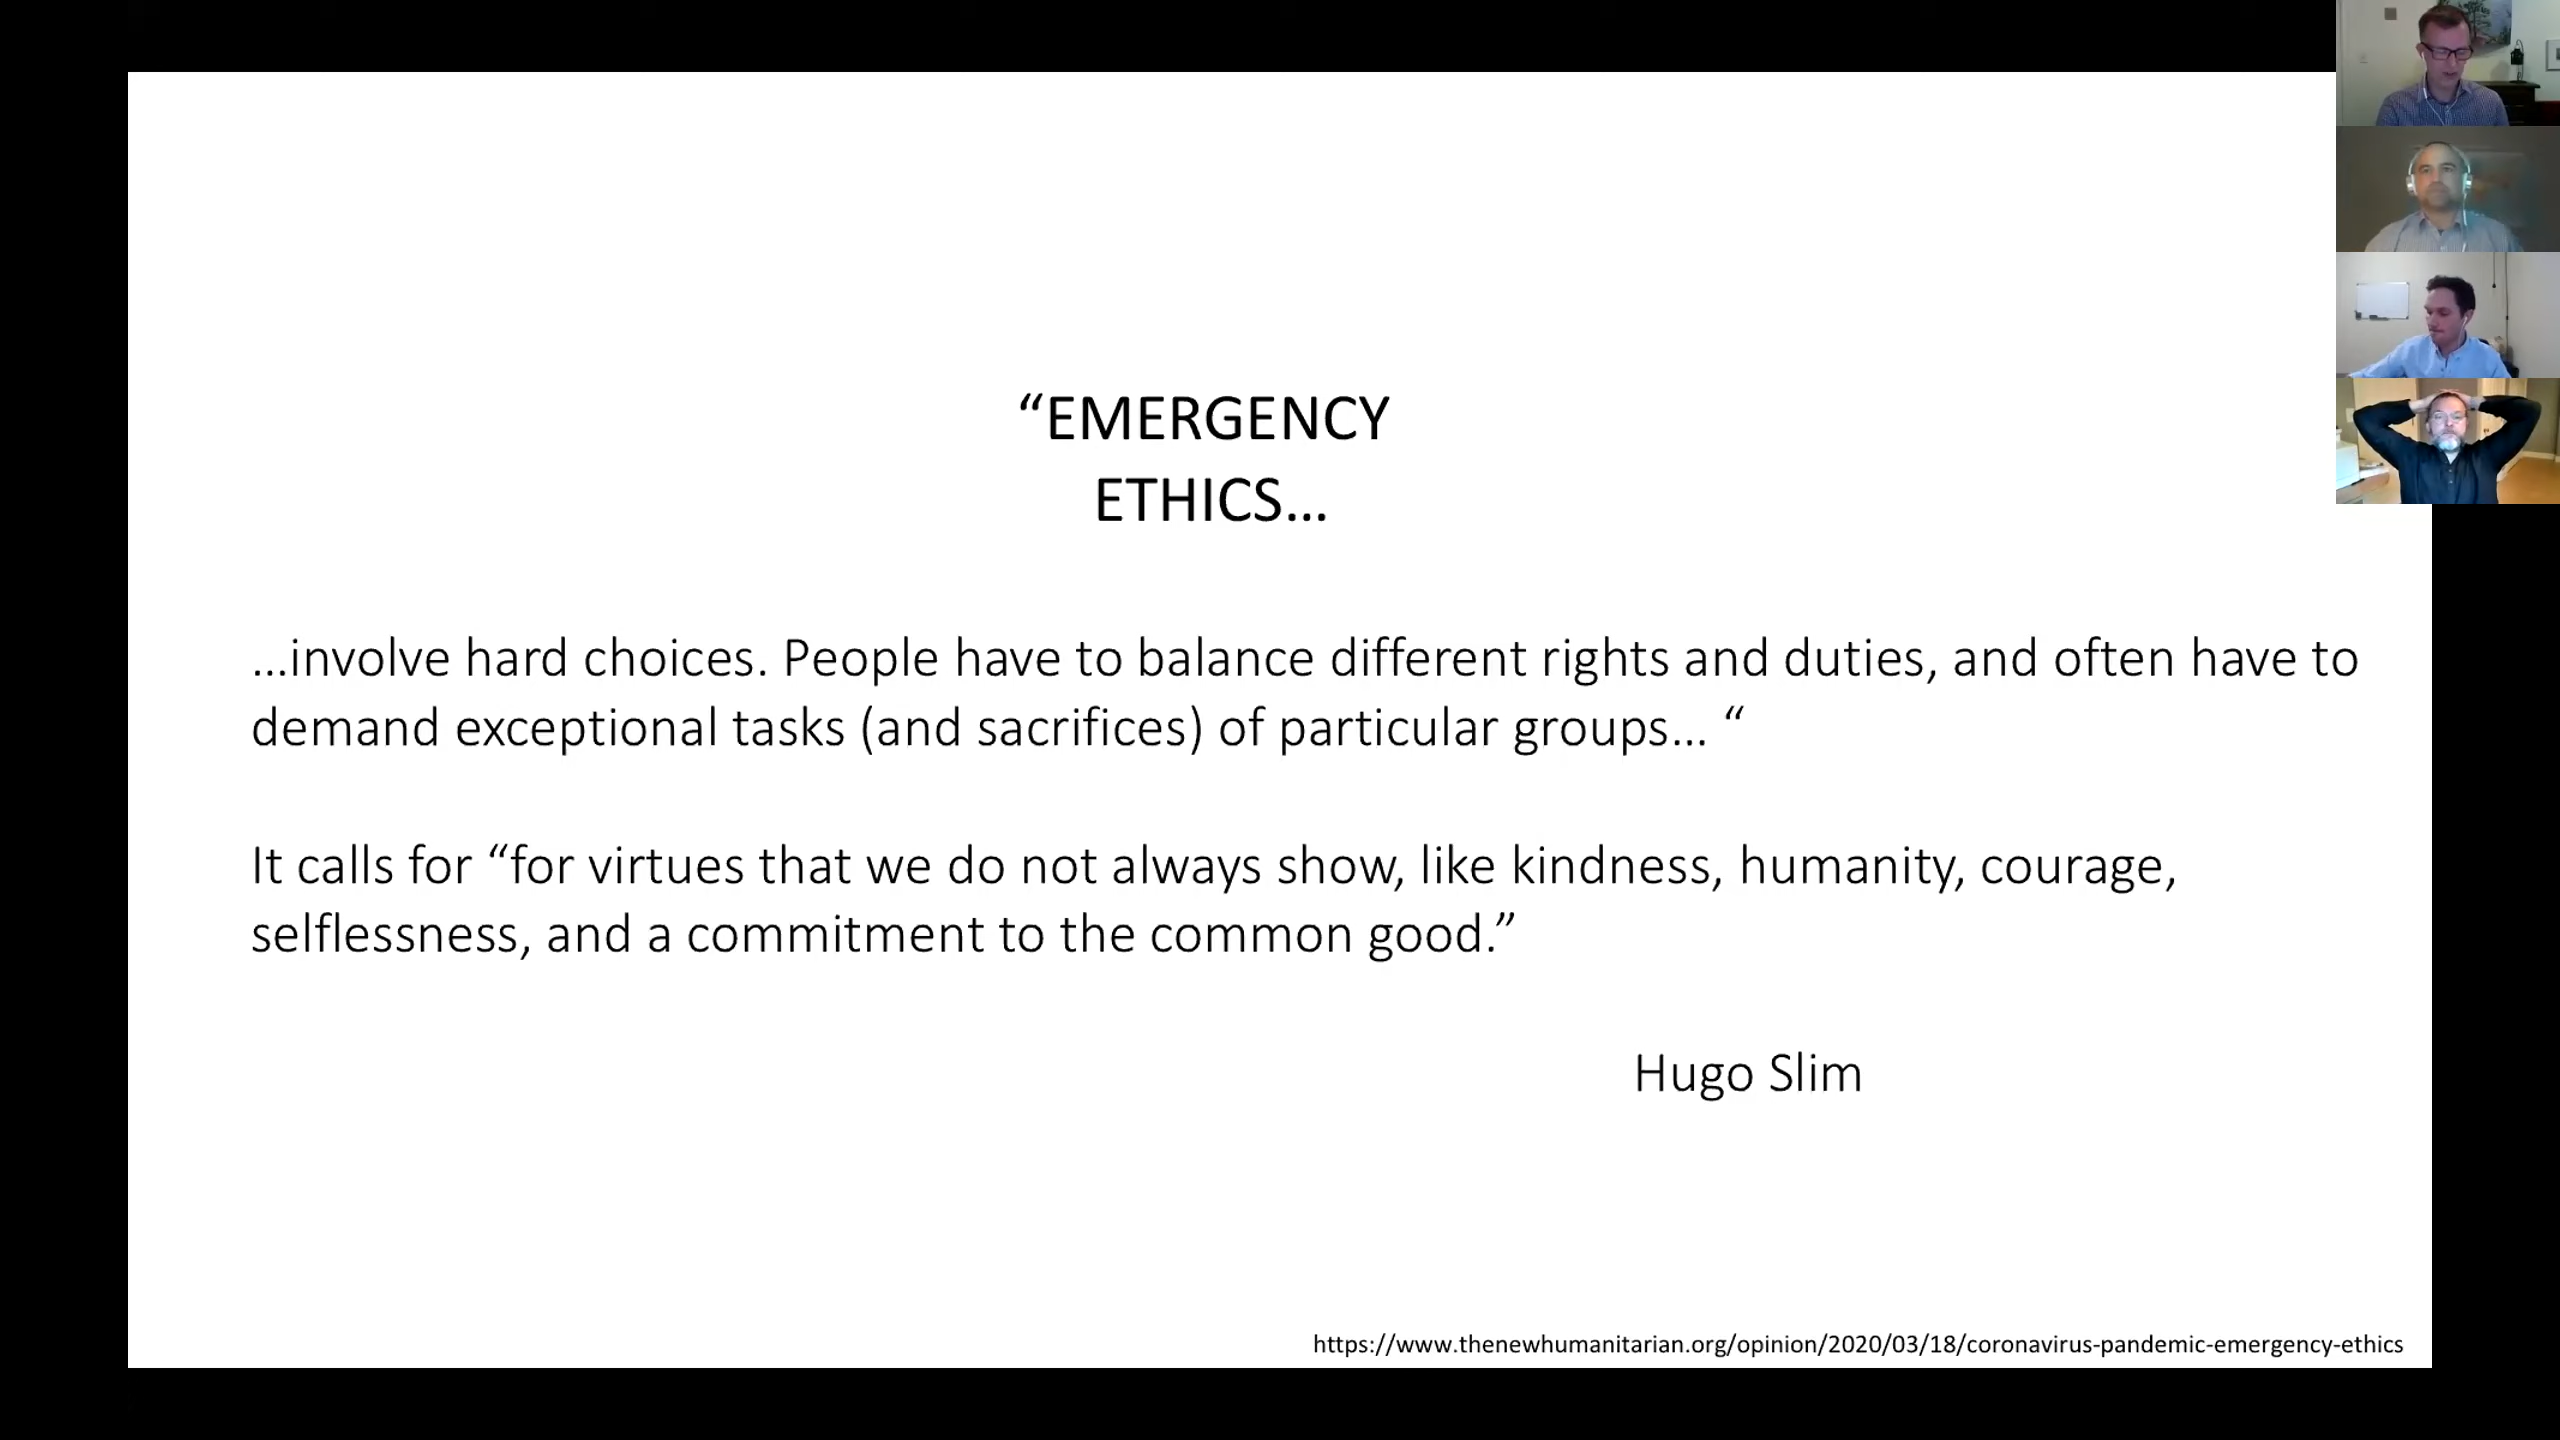 “EMERGENCY
ETHICS…
…involve hard choices. People have to balance different rights and duties, and often have to
demand exceptional tasks (and sacrifices) of particular groups… “
It calls for “for virtues that we do not always show, like kindness, humanity, courage,
selflessness, and a commitment to the common good.”
Hugo Slim
https://www.thenewhumanitarian.org/opinion/2020/03/18/coronavirus-pandemic-emergency-ethics